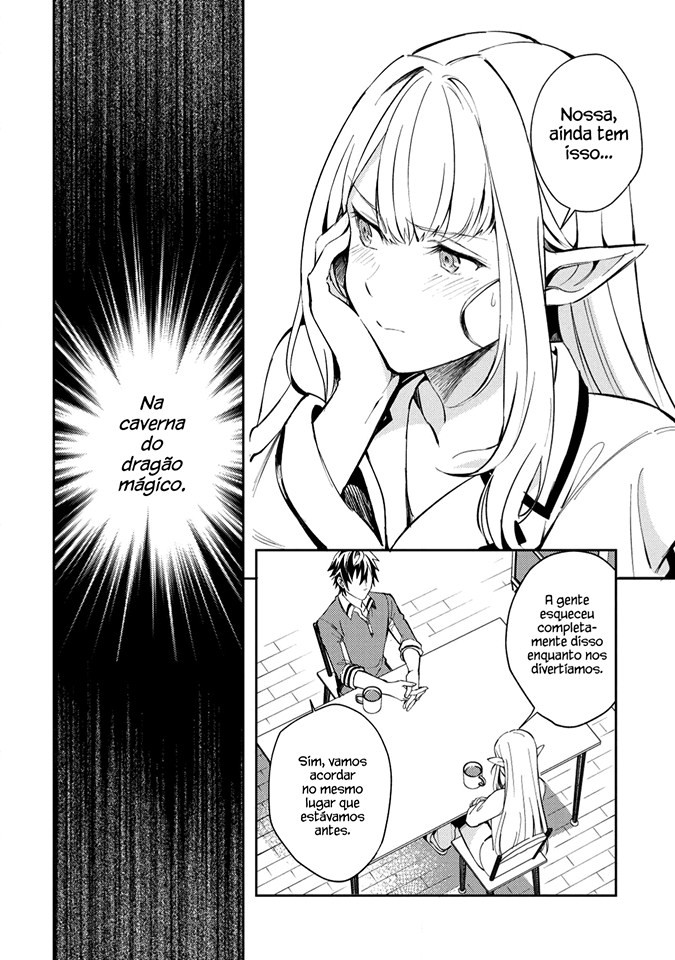 Nossa,
ainda tem
isso...
A gente
esqueceu
completa-
mente disso
enquanto nos
divertíamos.
Sim, vamos
acordar
no mesmo
lugar que
estávamos
antes.
Na
caverna
do
dragão
mágico.